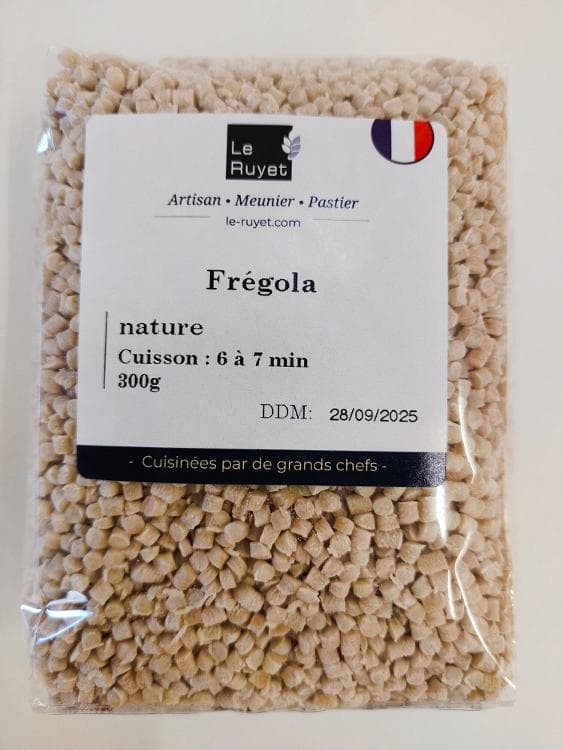 Le
Ruyet
Artisan • Meunier • Pastier
le-ruyet.com
Frégola
nature
Cuisson : 6 à 7 min
300g
DDM: 28/09/2025
- Cuisinées par de grands chefs -